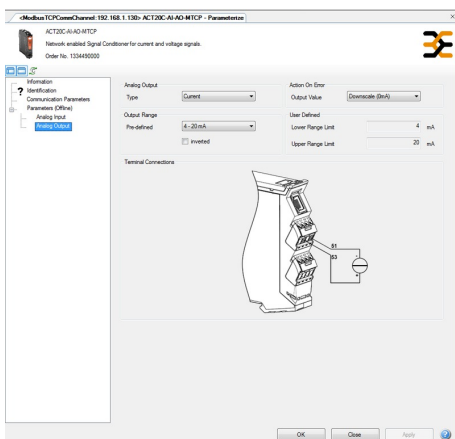 <ModbusTCPCommChannel:192.168.1.130> ACT20C-AI-AO-MTCP - Parameterize
ACT20C-AI-AO-MTCP
Network enabled Signal Conditioner for current and voltage signals.
Order No. 1334490000
Information
Identification
Communication Parameters
Parameters (Offline)
Analog Input
Analog Output
Analog Output
Type Current
Action On Error
Output Value Downscale (0mA)
Output Range
Pre-defined 4 - 20 mA
inverted
User Defined
Lower Range Limit 4 mA
Upper Range Limit 20 mA
Terminal Connections
51
53
-
+
OK Close Apply